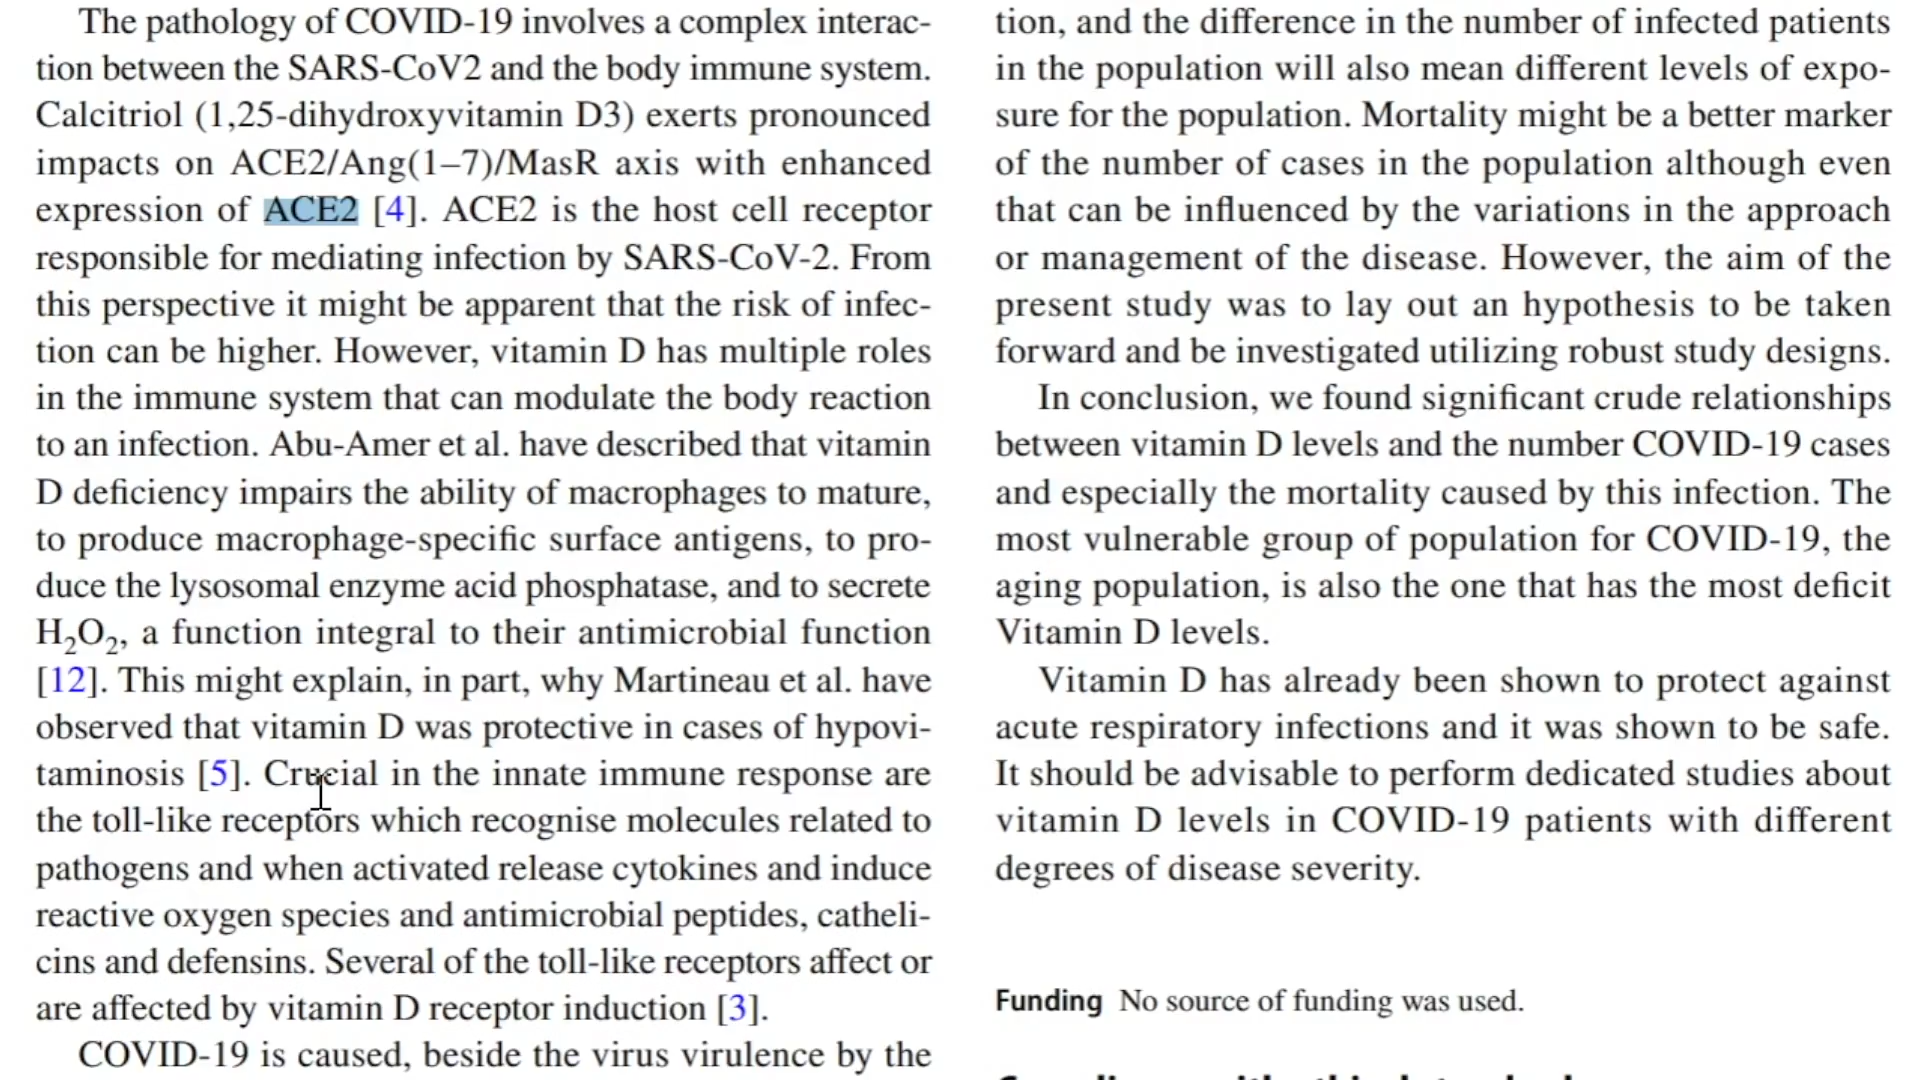 The pathology of COVID-19 involves a complex interac-
tion between the SARS-CoV2 and the body immune system.
Calcitriol (1,25-dihydroxyvitamin D3) exerts pronounced
impacts on ACE2/Ang(1–7)/MasR axis with enhanced
expression of ACE2 [4]. ACE2 is the host cell receptor
responsible for mediating infection by SARS-CoV-2. From
this perspective it might be apparent that the risk of infec-
tion can be higher. However, vitamin D has multiple roles
in the immune system that can modulate the body reaction
to an infection. Abu-Amer et al. have described that vitamin
D deficiency impairs the ability of macrophages to mature,
to produce macrophage-specific surface antigens, to pro-
duce the lysosomal enzyme acid phosphatase, and to secrete
H₂O₂, a function integral to their antimicrobial function
[12]. This might explain, in part, why Martineau et al. have
observed that vitamin D was protective in cases of hypovi-
taminosis [5]. Crucial in the innate immune response are
the toll-like receptors which recognise molecules related to
pathogens and when activated release cytokines and induce
reactive oxygen species and antimicrobial peptides, catheli-
cins and defensins. Several of the toll-like receptors affect or
are affected by vitamin D receptor induction [3].
COVID-19 is caused, beside the virus virulence by the
tion, and the difference in the number of infected patients
in the population will also mean different levels of expo-
sure for the population. Mortality might be a better marker
of the number of cases in the population although even
that can be influenced by the variations in the approach
or management of the disease. However, the aim of the
present study was to lay out an hypothesis to be taken
forward and be investigated utilizing robust study designs.
In conclusion, we found significant crude relationships
between vitamin D levels and the number COVID-19 cases
and especially the mortality caused by this infection. The
most vulnerable group of population for COVID-19, the
aging population, is also the one that has the most deficit
Vitamin D levels.
Vitamin D has already been shown to protect against
acute respiratory infections and it was shown to be safe.
It should be advisable to perform dedicated studies about
vitamin D levels in COVID-19 patients with different
degrees of disease severity.
Funding No source of funding was used.